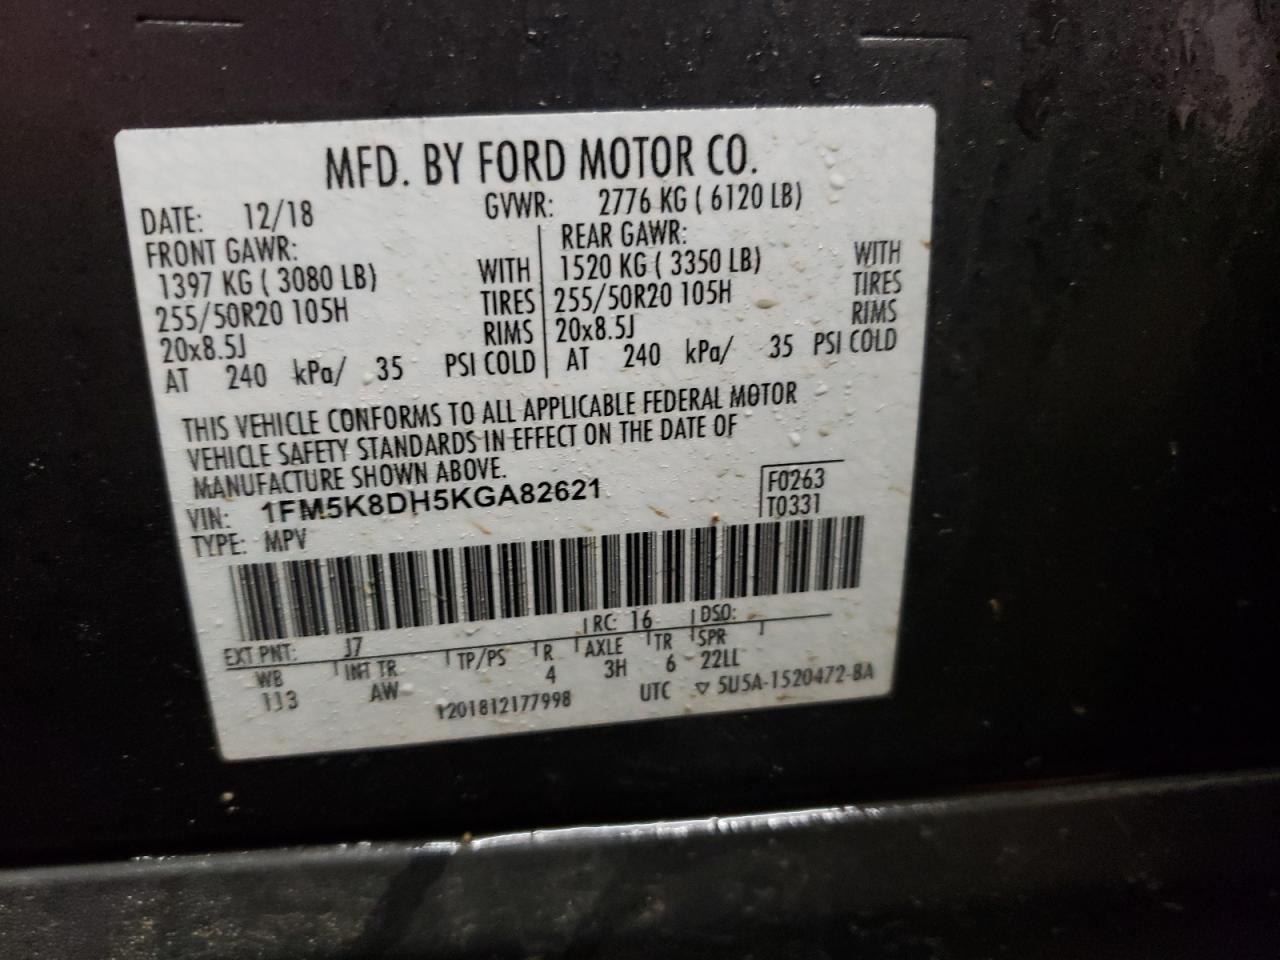 MFD. BY FORD MOTOR CO.
DATE: 12/18 GVWR: 2776 KG ( 6120 LB)
FRONT GAWR: REAR GAWR:
1397 KG ( 3080 LB) WITH 1520 KG ( 3350 LB) WITH
255/50R20 105H TIRES 255/50R20 105H TIRES
20x8.5J RIMS 20x8.5J RIMS
AT 240 kPa/ 35 PSI COLD AT 240 kPa/ 35 PSI COLD
THIS VEHICLE CONFORMS TO ALL APPLICABLE FEDERAL MOTOR
VEHICLE SAFETY STANDARDS IN EFFECT ON THE DATE OF
MANUFACTURE SHOWN ABOVE.
VIN: 1FM5K8DH5KGA82621 F0263
TYPE: MPV T0331
EXT PNT: J7 RC: 16 DSO:
WB INT TR TP/PS R AXLE TR SPR
113 AW 4 3H 6 22LL
UTC ▽ 5U5A-1520472-BA